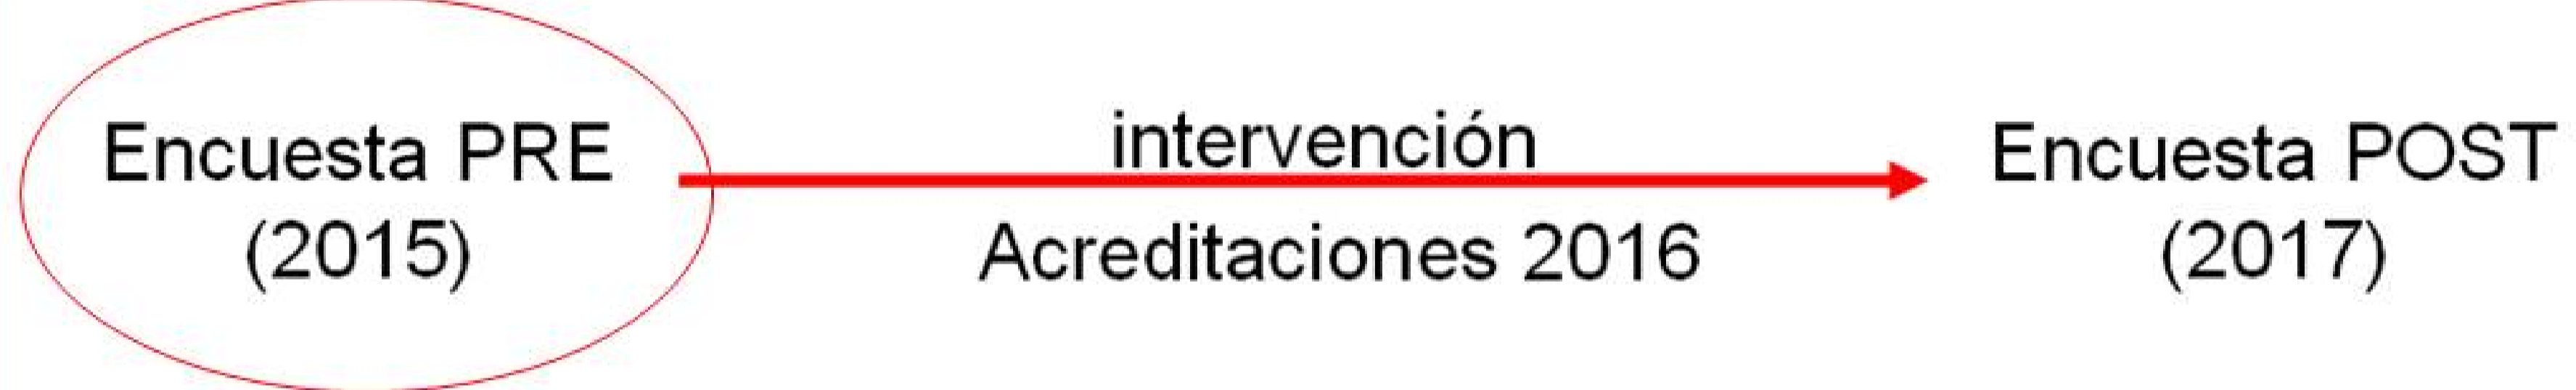 Encuesta PRE
(2015)
intervención
Acreditaciones 2016
Encuesta POST
(2017)